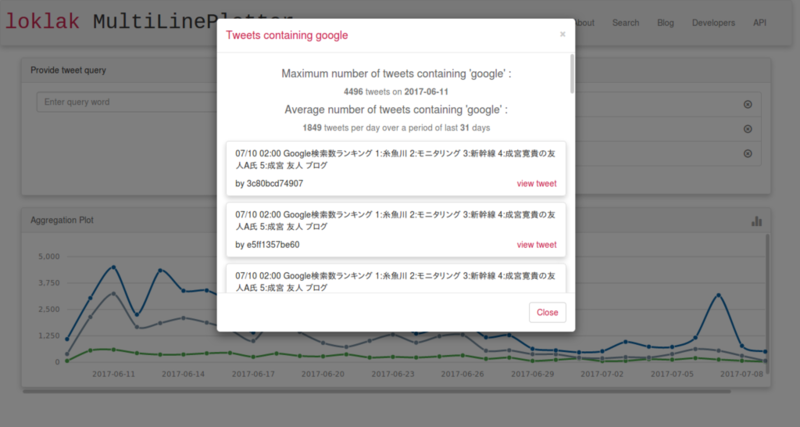 loklak MultiLinePlotter
About Search Blog Developers API
Tweets containing google ×
Provide tweet query
Enter query word
Maximum number of tweets containing 'google' :
4496 tweets on 2017-06-11
Average number of tweets containing 'google' :
1849 tweets per day over a period of last 31 days
07/10 02:00 Google検索数ランキング 1:糸魚川 2:モニタリング 3:新幹線 4:成宮寛貴の友
人A氏 5:成宮 友人 ブログ
by 3c80bcd74907 view tweet
07/10 02:00 Google検索数ランキング 1:糸魚川 2:モニタリング 3:新幹線 4:成宮寛貴の友
人A氏 5:成宮 友人 ブログ
by e5ff1357be60 view tweet
07/10 02:00 Google検索数ランキング 1:糸魚川 2:モニタリング 3:新幹線 4:成宮寛貴の友
人A氏 5:成宮 友人 ブログ
Close
Aggregation Plot
5,000
3,750
2,500
1,250
0
2017-06-11 2017-06-14 2017-06-17 2017-06-20 2017-06-23 2017-06-26 2017-06-29 2017-07-02 2017-07-05 2017-07-08